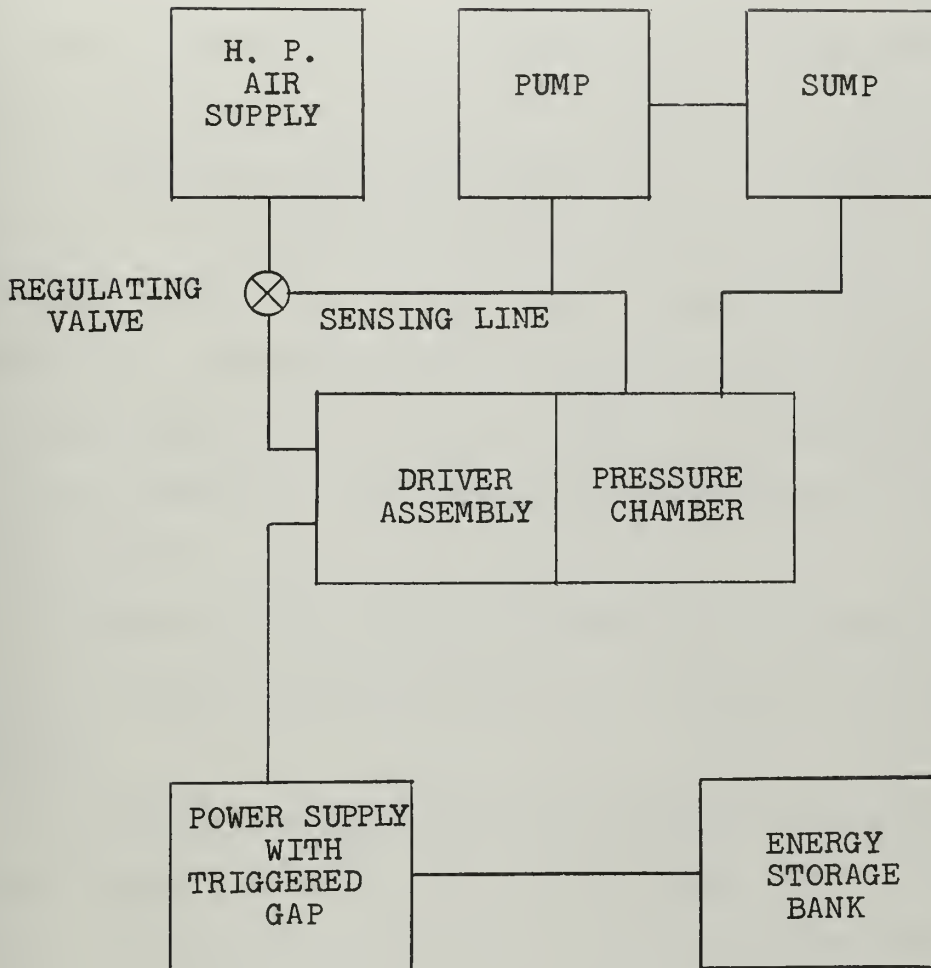 H. P.
AIR
SUPPLY
PUMP
SUMP
REGULATING
VALVE
SENSING LINE
DRIVER
ASSEMBLY
PRESSURE
CHAMBER
POWER SUPPLY
WITH
TRIGGERED
GAP
ENERGY
STORAGE
BANK